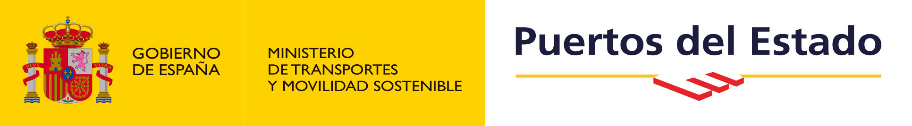 GOBIERNO
DE ESPAÑA
MINISTERIO
DE TRANSPORTES
Y MOVILIDAD SOSTENIBLE
Puertos del Estado